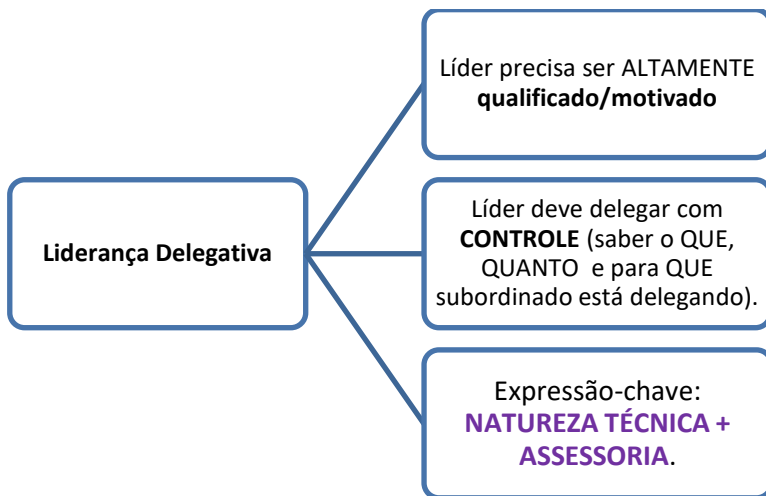 Liderança Delegativa
Líder precisa ser ALTAMENTE
qualificado/motivado
Líder deve delegar com
CONTROLE (saber o QUE,
QUANTO e para QUE
subordinado está delegando).
Expressão-chave:
NATUREZA TÉCNICA +
ASSESSORIA.